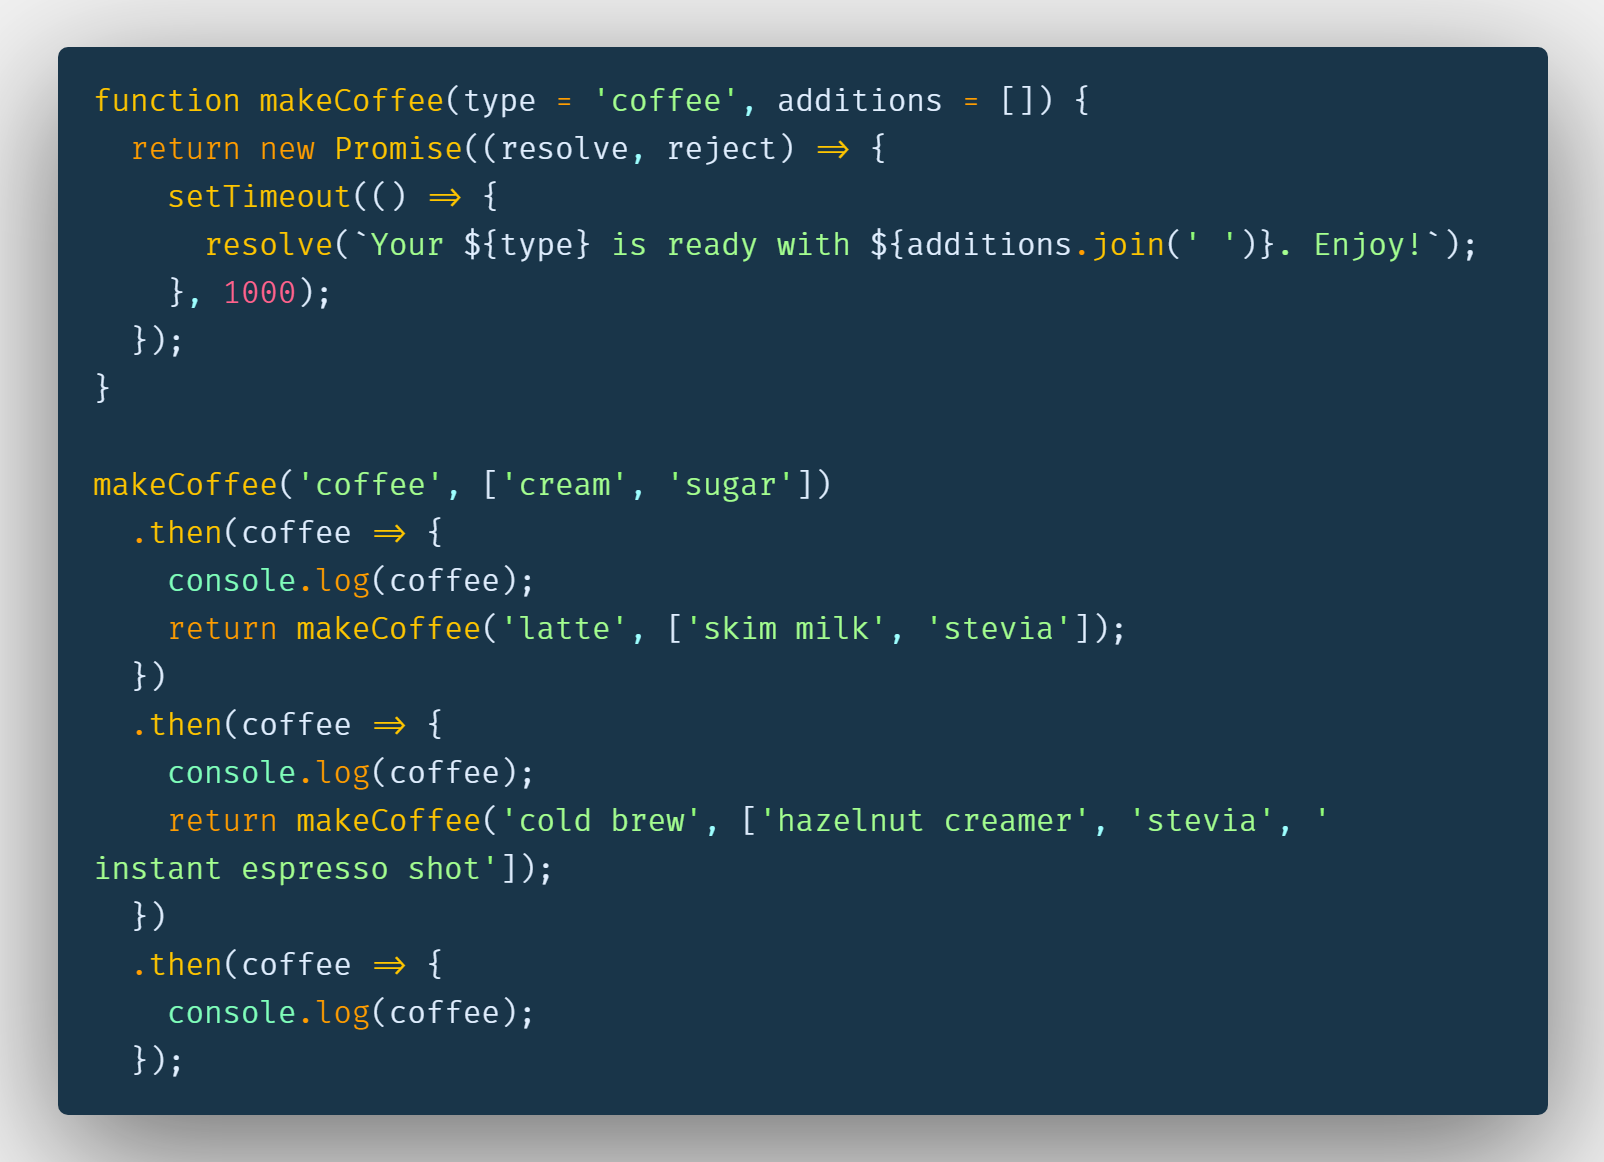 function makeCoffee(type = 'coffee', additions = []) {
  return new Promise((resolve, reject) => {
    setTimeout(() => {
      resolve(`Your ${type} is ready with ${additions.join(' ')}. Enjoy!`);
    }, 1000);
  });
}

makeCoffee('coffee', ['cream', 'sugar'])
  .then(coffee => {
    console.log(coffee);
    return makeCoffee('latte', ['skim milk', 'stevia']);
  })
  .then(coffee => {
    console.log(coffee);
    return makeCoffee('cold brew', ['hazelnut creamer', 'stevia', '
instant espresso shot']);
  })
  .then(coffee => {
    console.log(coffee);
  });